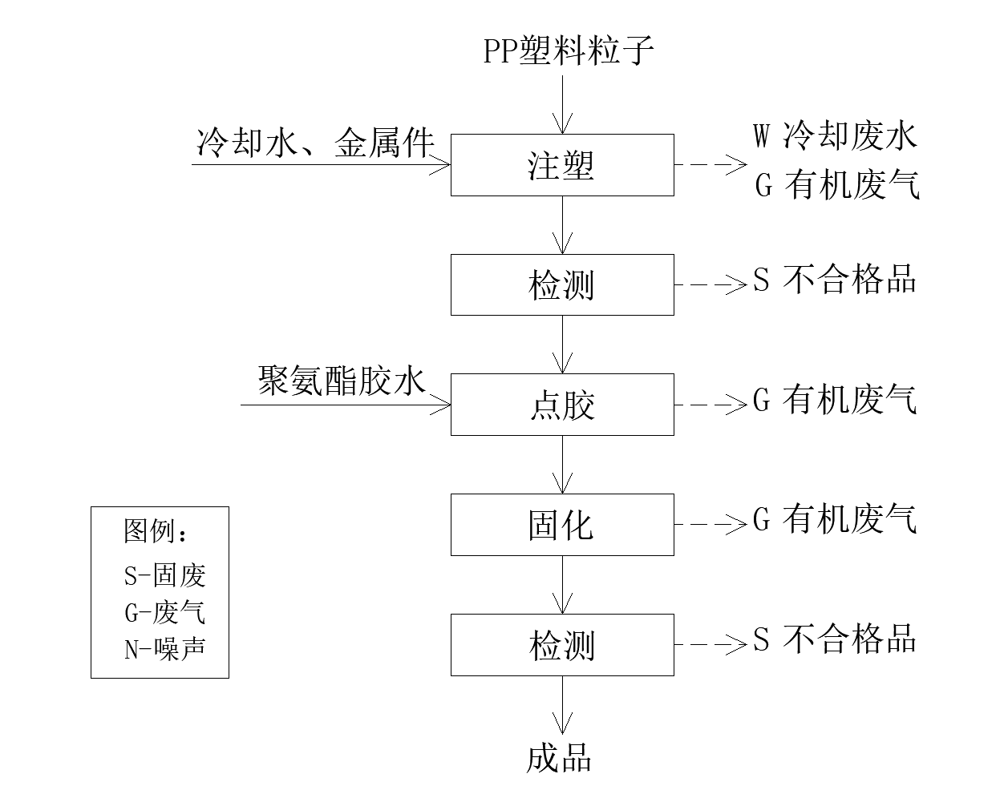 PP塑料粒子
冷却水、金属件
注塑
W 冷却废水
G 有机废气
检测
S 不合格品
聚氨酯胶水
点胶
G 有机废气
固化
G 有机废气
图例：
S-固废
G-废气
N-噪声
检测
S 不合格品
成品